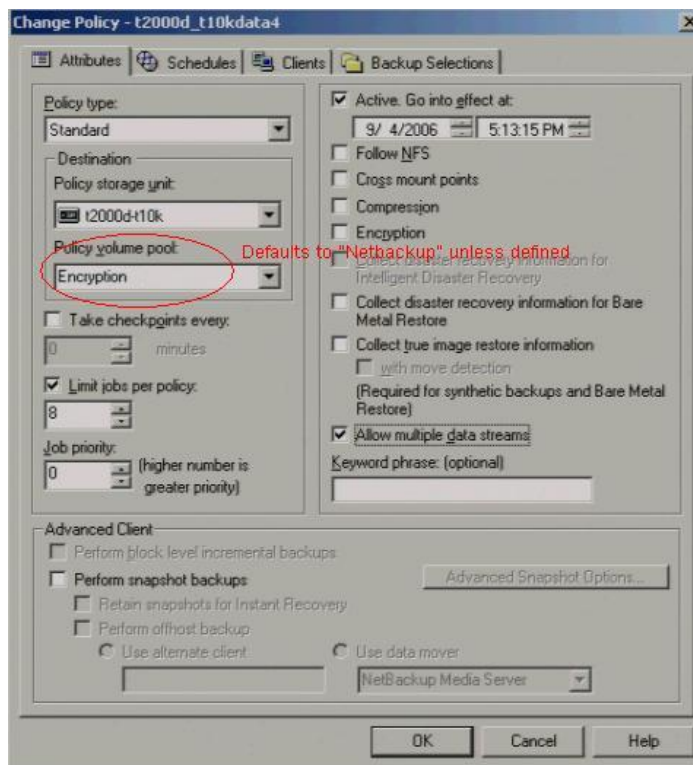 Change Policy - t2000d_t10kdata4
Attributes
Schedules
Clients
Backup Selections
Policy type:
Standard
Destination
Policy storage unit:
t2000d-t10k
Policy volume pool:
Encryption
Take checkpoints every:
0 minutes
Limit jobs per policy:
8
Job priority:
0 (higher number is
greater priority)
Active. Go into effect at:
9/ 4/2006 5:13:15 PM
Follow NFS
Cross mount points
Compression
Encryption
Defaults to "Netbackup" unless defined
Collect disaster recovery information for
Intelligent Disaster Recovery
Collect disaster recovery information for Bare
Metal Restore
Collect true image restore information
with move detection
(Required for synthetic backups and Bare Metal
Restore)
Allow multiple data streams
Keyword phrase: (optional)
Advanced Client
Perform block level incremental backups
Perform snapshot backups
Advanced Snapshot Options...
Retain snapshots for Instant Recovery
Perform offhost backup
Use alternate client
Use data mover
NetBackup Media Server
OK
Cancel
Help